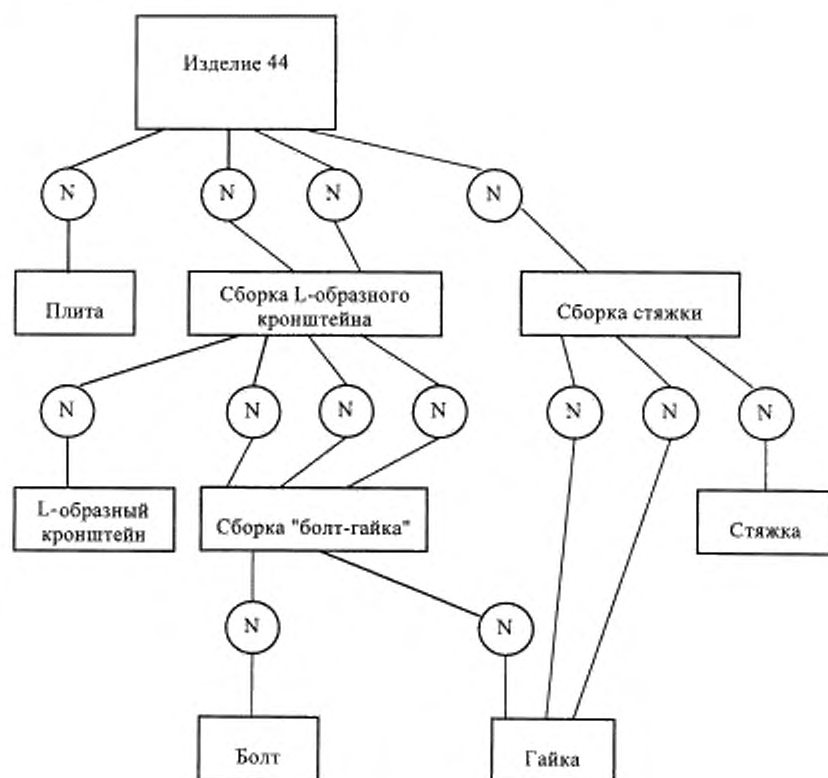 Изделие 44
N
N
N
N
Плита
Сборка L-образного
кронштейна
Сборка стяжки
N
N
N
N
N
N
N
L-образный
кронштейн
Сборка "болт-гайка"
Стяжка
N
N
Болт
Гайка